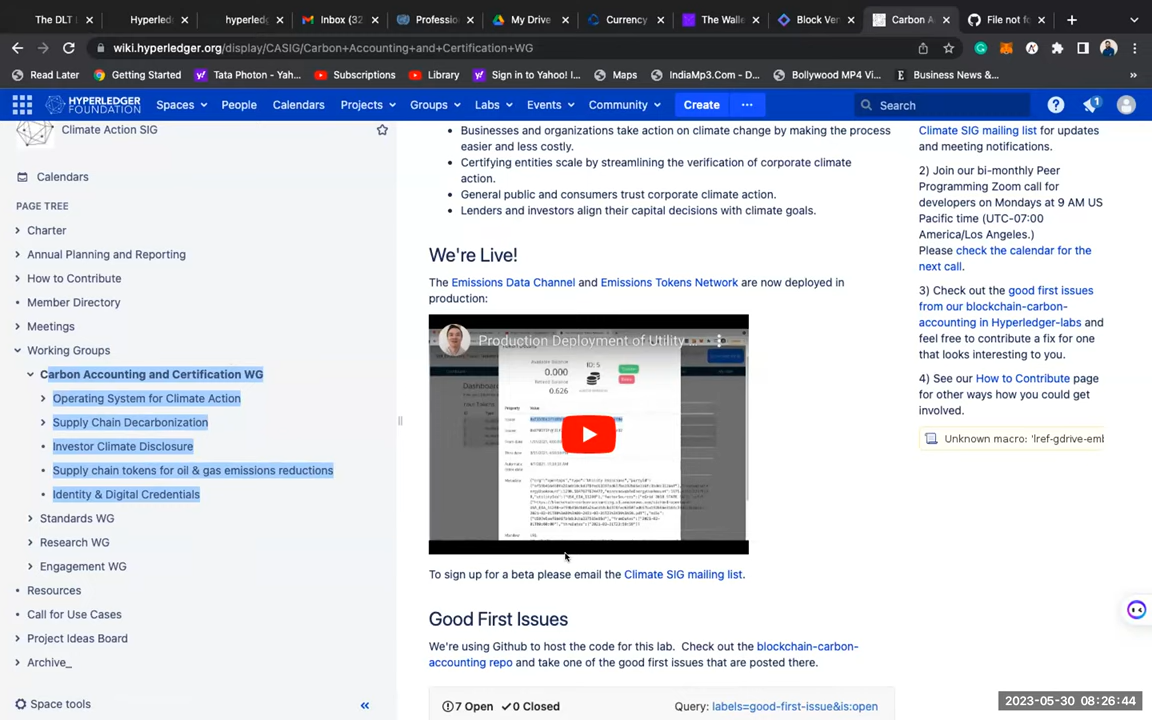 The DLT
Hyperled
hyperled
Inbox (32
Professio
My Drive
Currency
The Walle
Block Ver
Carbon A
File not fo
wiki.hyperledger.org/display/CASIG/Carbon+Accounting+and+Certification+WG
Read Later
Getting Started
Tata Photon - Yah...
Subscriptions
Library
Sign in to Yahoo! I...
Maps
IndiaMp3.Com – D...
Bollywood MP4 Vi...
Business News &...
HYPERLEDGER
FOUNDATION
Spaces
People
Calendars
Projects
Groups
Labs
Events
Community
Create
Search
1
Climate Action SIG
Calendars
PAGE TREE
Charter
Annual Planning and Reporting
How to Contribute
Member Directory
Meetings
Working Groups
Carbon Accounting and Certification WG
Operating System for Climate Action
Supply Chain Decarbonization
Investor Climate Disclosure
Supply chain tokens for oil & gas emissions reductions
Identity & Digital Credentials
Standards WG
Research WG
Engagement WG
Resources
Call for Use Cases
Project Ideas Board
Archive_
Space tools
Businesses and organizations take action on climate change by making the process
easier and less costly.
Certifying entities scale by streamlining the verification of corporate climate
action.
General public and consumers trust corporate climate action.
Lenders and investors align their capital decisions with climate goals.
We're Live!
The Emissions Data Channel and Emissions Tokens Network are now deployed in
production:
Production Deployment of Utility ...
0.000
ID: 5
0.626
Dashboard
To sign up for a beta please email the Climate SIG mailing list.
Good First Issues
We're using Github to host the code for this lab. Check out the blockchain-carbon-
accounting repo and take one of the good first issues that are posted there.
7 Open 0 Closed
Query: labels=good-first-issue&is:open
Climate SIG mailing list for updates
and meeting notifications.
2) Join our bi-monthly Peer
Programming Zoom call for
developers on Mondays at 9 AM US
Pacific time (UTC-07:00
America/Los Angeles.)
Please check the calendar for the
next call.
3) Check out the good first issues
from our blockchain-carbon-
accounting in Hyperledger-labs and
feel free to contribute a fix for one
that looks interesting to you.
4) See our How to Contribute page
for other ways how you could get
involved.
Unknown macro: 'lref-gdrive-emb
2023-05-30 08:26:44